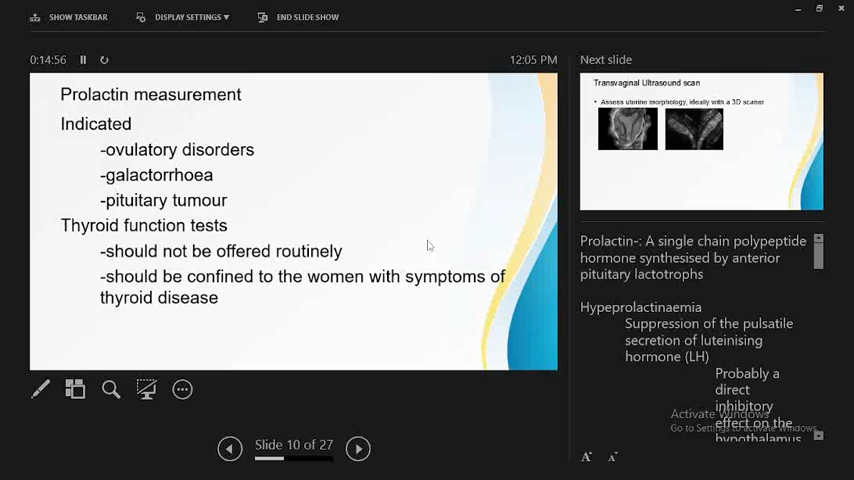 SHOW TASKBAR
DISPLAY SETTINGS ▼
END SLIDE SHOW
0:14:56
12:05 PM
Prolactin measurement
Indicated
-ovulatory disorders
-galactorrhoea
-pituitary tumour
Thyroid function tests
-should not be offered routinely
-should be confined to the women with symptoms of
thyroid disease
Slide 10 of 27
Next slide
Transvaginal Ultrasound scan
• Assess uterine morphology, ideally with a 3D scaner
Prolactin-: A single chain polypeptide
hormone synthesised by anterior
pituitary lactotrophs
Hypeprolactinaemia
Suppression of the pulsatile
secretion of luteinising
hormone (LH)
Probably a
direct
inhibitory
effect on the
hypothalamus
Activate Windows
Go to Settings to activate Windows.
A A